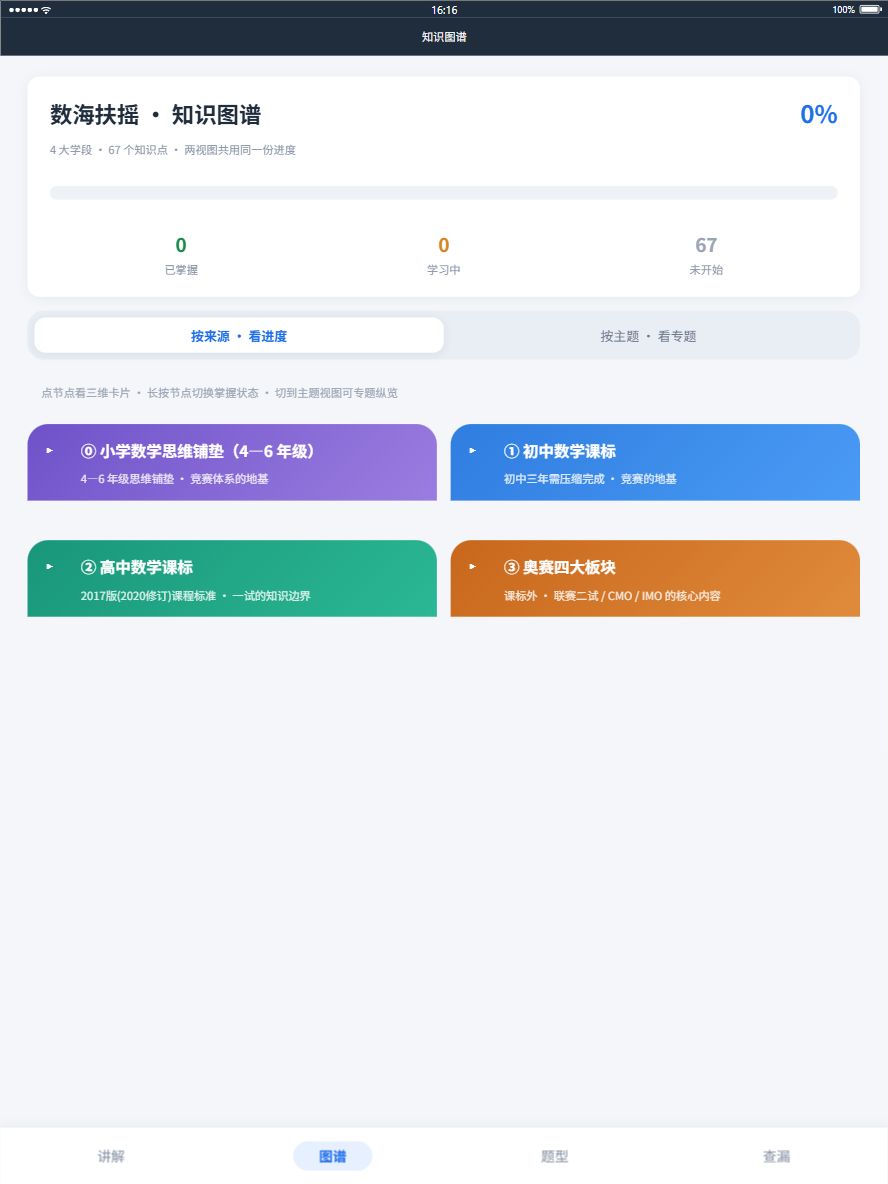 16:16
100%
知识图谱
数海扶摇 · 知识图谱
0%
4 大学段 · 67 个知识点 · 两视图共用同一份进度
0
0
67
已掌握
学习中
未开始
按来源 · 看进度
按主题 · 看专题
点节点看三维卡片 · 长按节点切换掌握状态 · 切到主题视图可专题纵览
⓪ 小学数学思维铺垫（4—6 年级）
4—6 年级思维铺垫 · 竞赛体系的地基
① 初中数学课标
初中三年需压缩完成 · 竞赛的地基
② 高中数学课标
2017版(2020修订)课程标准 · 一试的知识边界
③ 奥赛四大板块
课标外 · 联赛二试 / CMO / IMO 的核心内容
讲解
图谱
题型
查漏